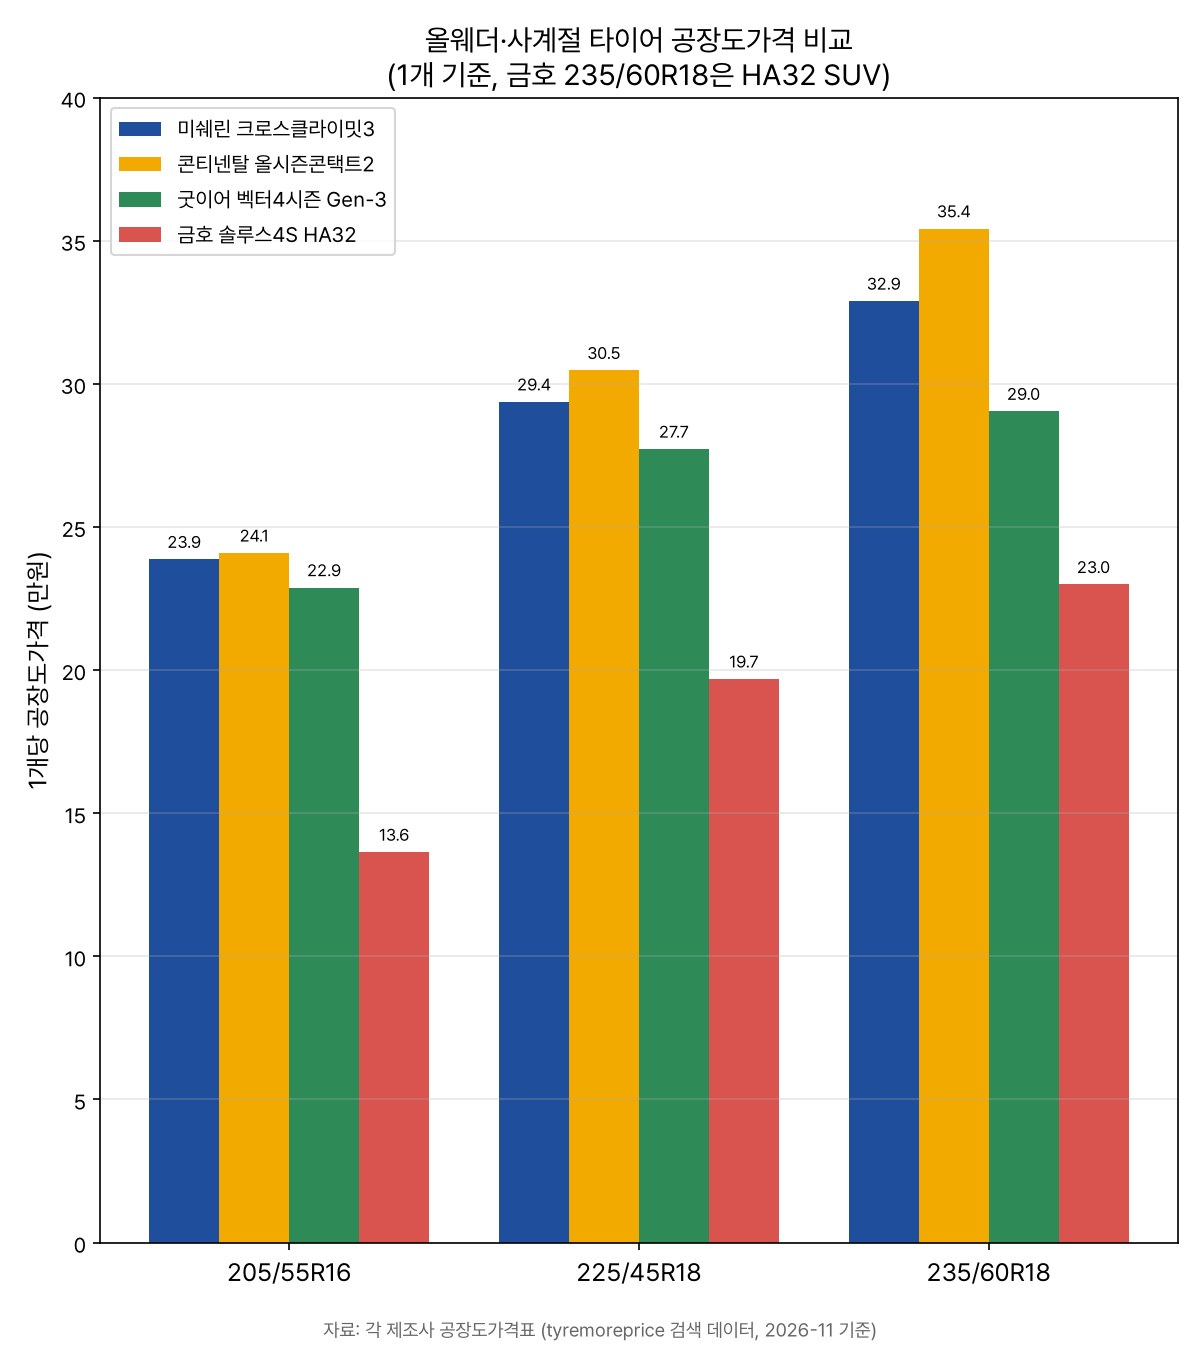 올웨더·사계절 타이어 공장도가격 비교
(1개 기준, 금호 235/60R18은 HA32 SUV)
미쉐린 크로스클라이밋3
콘티넨탈 올시즌콘택트2
굿이어 벡터4시즌 Gen-3
금호 솔루스4S HA32
1개당 공장도가격 (만원)
40
35
30
25
20
15
10
5
0
23.9
24.1
22.9
13.6
29.4
30.5
27.7
19.7
32.9
35.4
29.0
23.0
205/55R16
225/45R18
235/60R18
자료: 각 제조사 공장도가격표 (tyremoreprice 검색 데이터, 2026-11 기준)